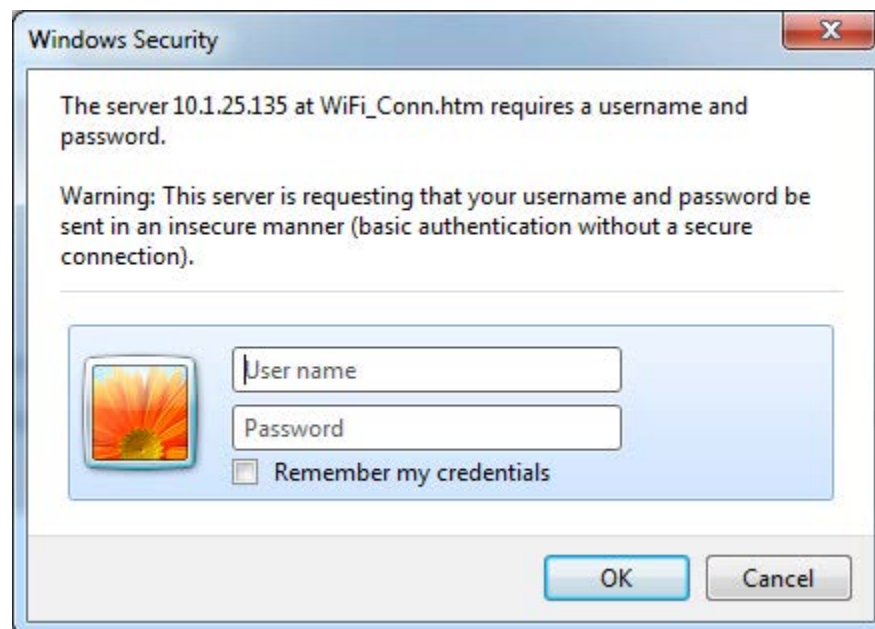 Windows Security
The server 10.1.25.135 at WiFi_Conn.htm requires a username and
password.
Warning: This server is requesting that your username and password be
sent in an insecure manner (basic authentication without a secure
connection).
User name
Password
Remember my credentials
OK
Cancel